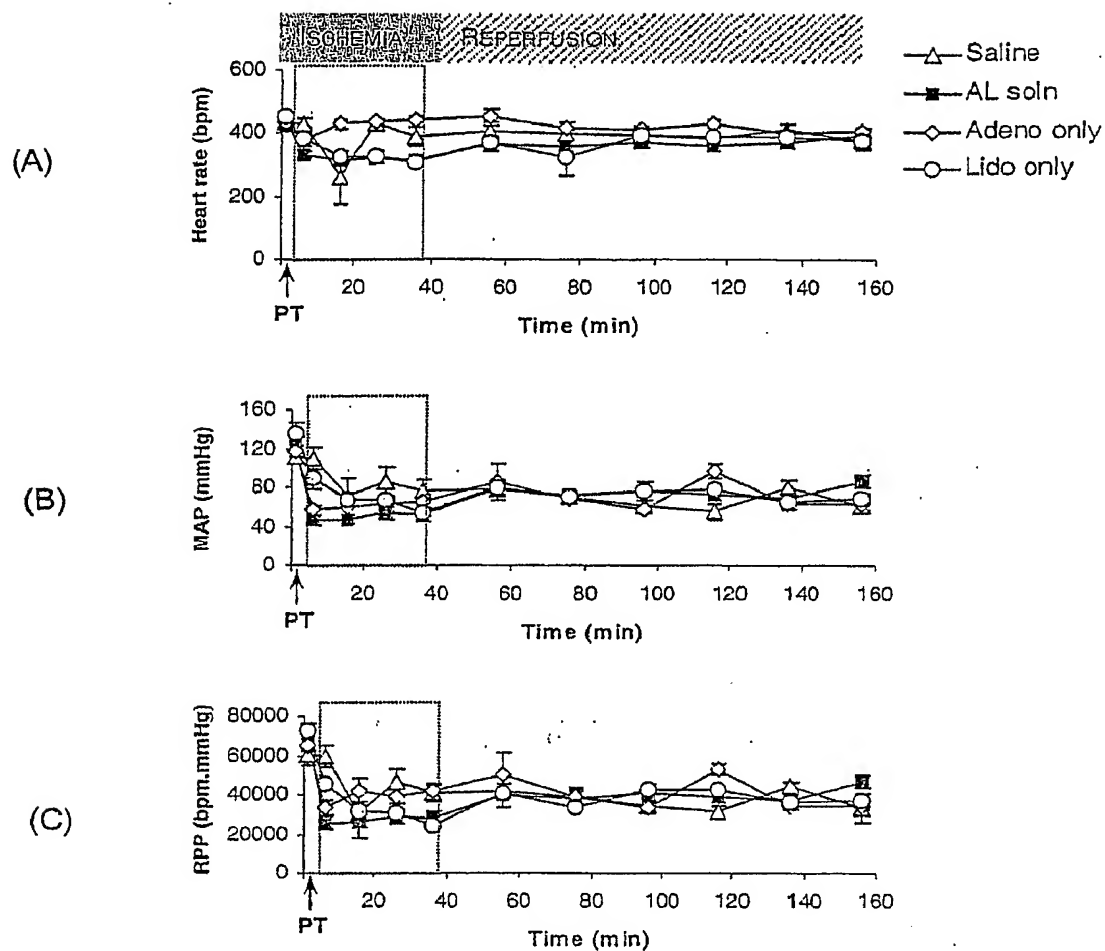 ISCHEMIA REPERFUSION
Saline
AL soln
Adeno only
Lido only
(A)
Heart rate (bpm)
600
400
200
0
20 40 60 80 100 120 140 160
PT
Time (min)
(B)
MAP (mmHg)
160
120
80
40
0
20 40 60 80 100 120 140 160
PT
Time (min)
(C)
RPP (bpm.mmHg)
80000
60000
40000
20000
0
20 40 60 80 100 120 140 160
PT
Time (min)